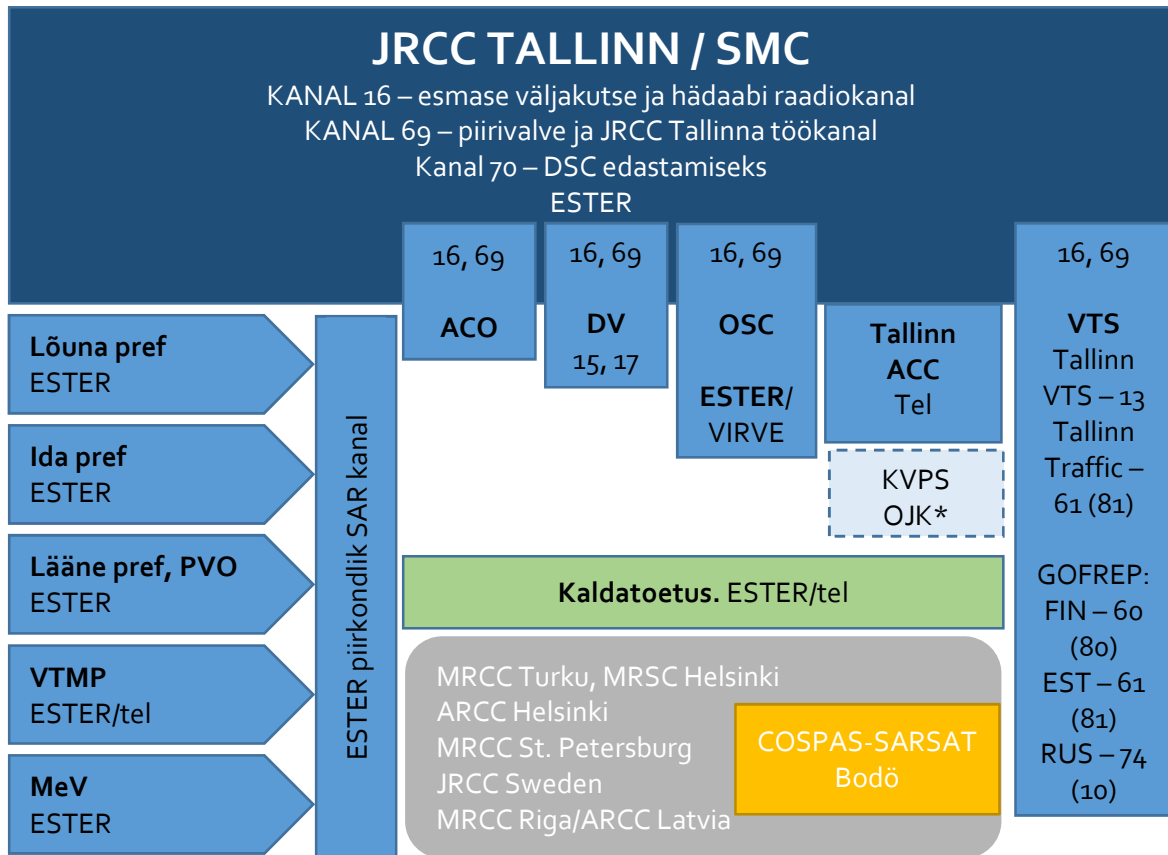 JRCC TALLINN / SMC
KANAL 16 – esmase väljakutse ja hädaabi raadiokanal
KANAL 69 – piirivalve ja JRCC Tallinna töökanal
Kanal 70 – DSC edastamiseks
ESTER
16, 69
ACO
16, 69
DV
15, 17
16, 69
OSC
ESTER/
VIRVE
Tallinn
ACC
Tel
KVPS
OJK*
16, 69
VTS
Tallinn
VTS – 13
Tallinn
Traffic –
61 (81)
GOFREP:
FIN – 60
(80)
EST – 61
(81)
RUS – 74
(10)
Lõuna pref
ESTER
Ida pref
ESTER
Lääne pref, PVO
ESTER
VTMP
ESTER/tel
MeV
ESTER
ESTER piirkondlik SAR kanal
Kaldatoetus. ESTER/tel
MRCC Turku, MRSC Helsinki
ARCC Helsinki
MRCC St. Petersburg
JRCC Sweden
MRCC Riga/ARCC Latvia
COSPAS-SARSAT
Bodö